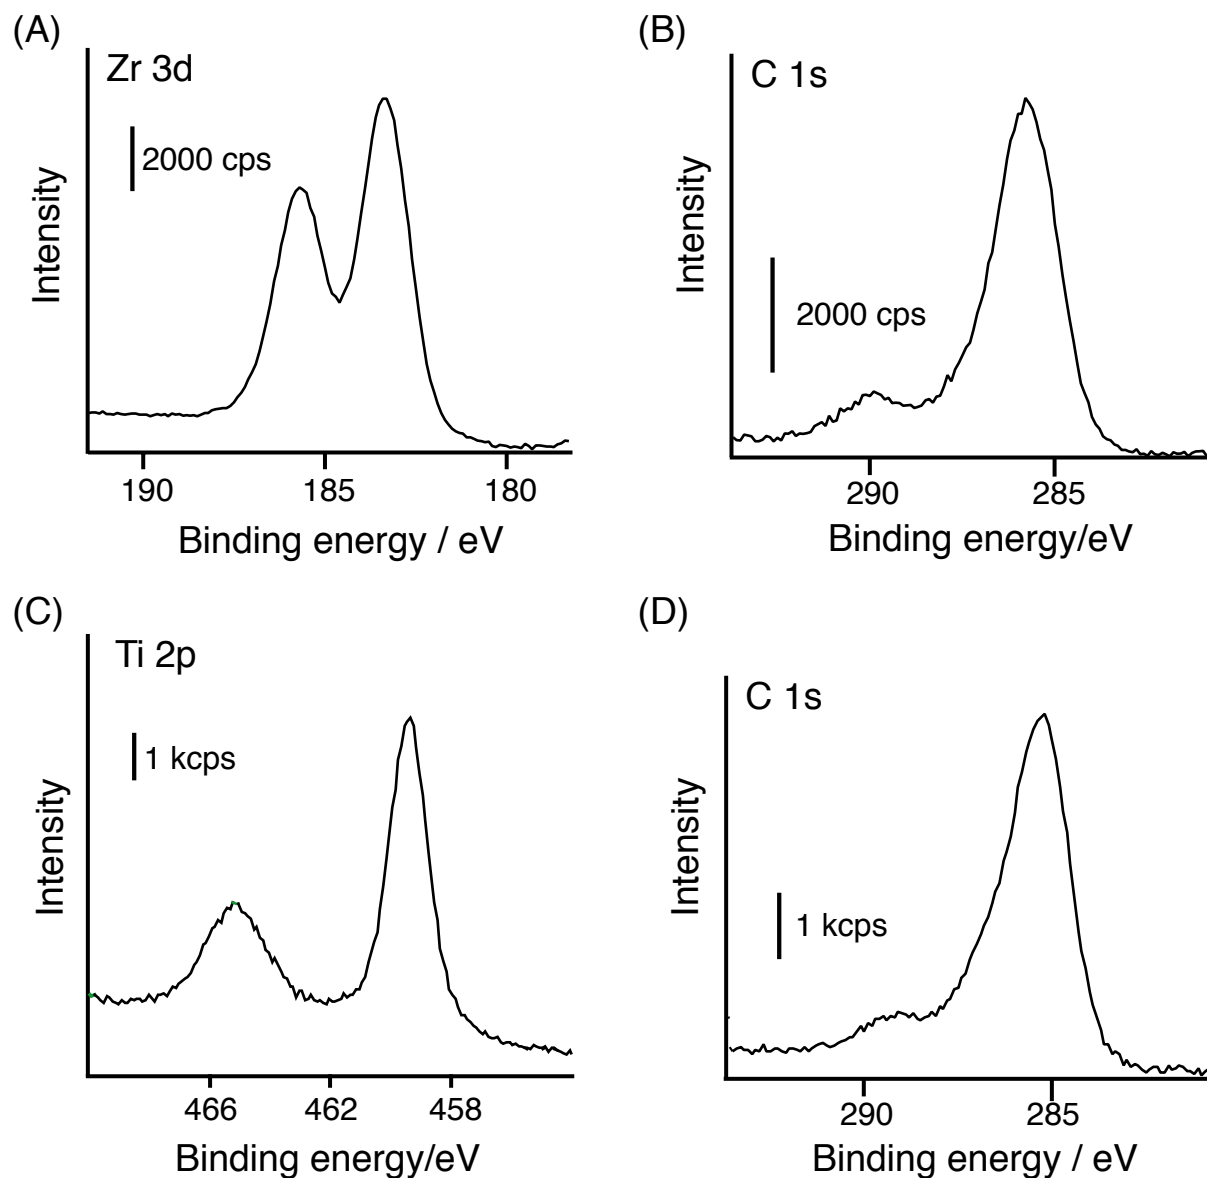 (A)
Zr 3d
2000 cps
Intensity
190 185 180
Binding energy / eV
(B)
C 1s
2000 cps
Intensity
290 285
Binding energy/eV
(C)
Ti 2p
1 kcps
Intensity
466 462 458
Binding energy/eV
(D)
C 1s
1 kcps
Intensity
290 285
Binding energy / eV